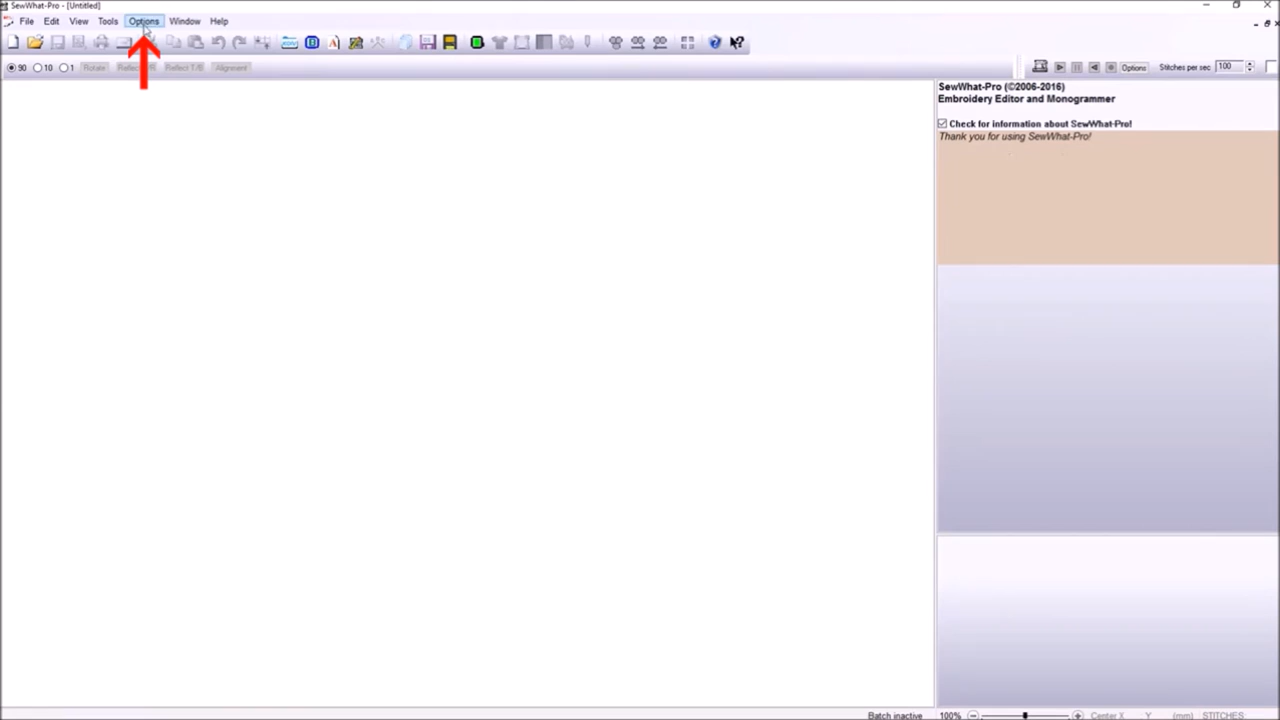 SewWhat-Pro - [Untitled]
File Edit View Tools Options Window Help
90 10 1 Rotate Reflect T/B Alignment
Options Stitches per sec 100
SewWhat-Pro (©2006-2016)
Embroidery Editor and Monogrammer
Check for information about SewWhat-Pro!
Thank you for using SewWhat-Pro!
Batch inactive 100% Center X Y (mm) STITCHES: